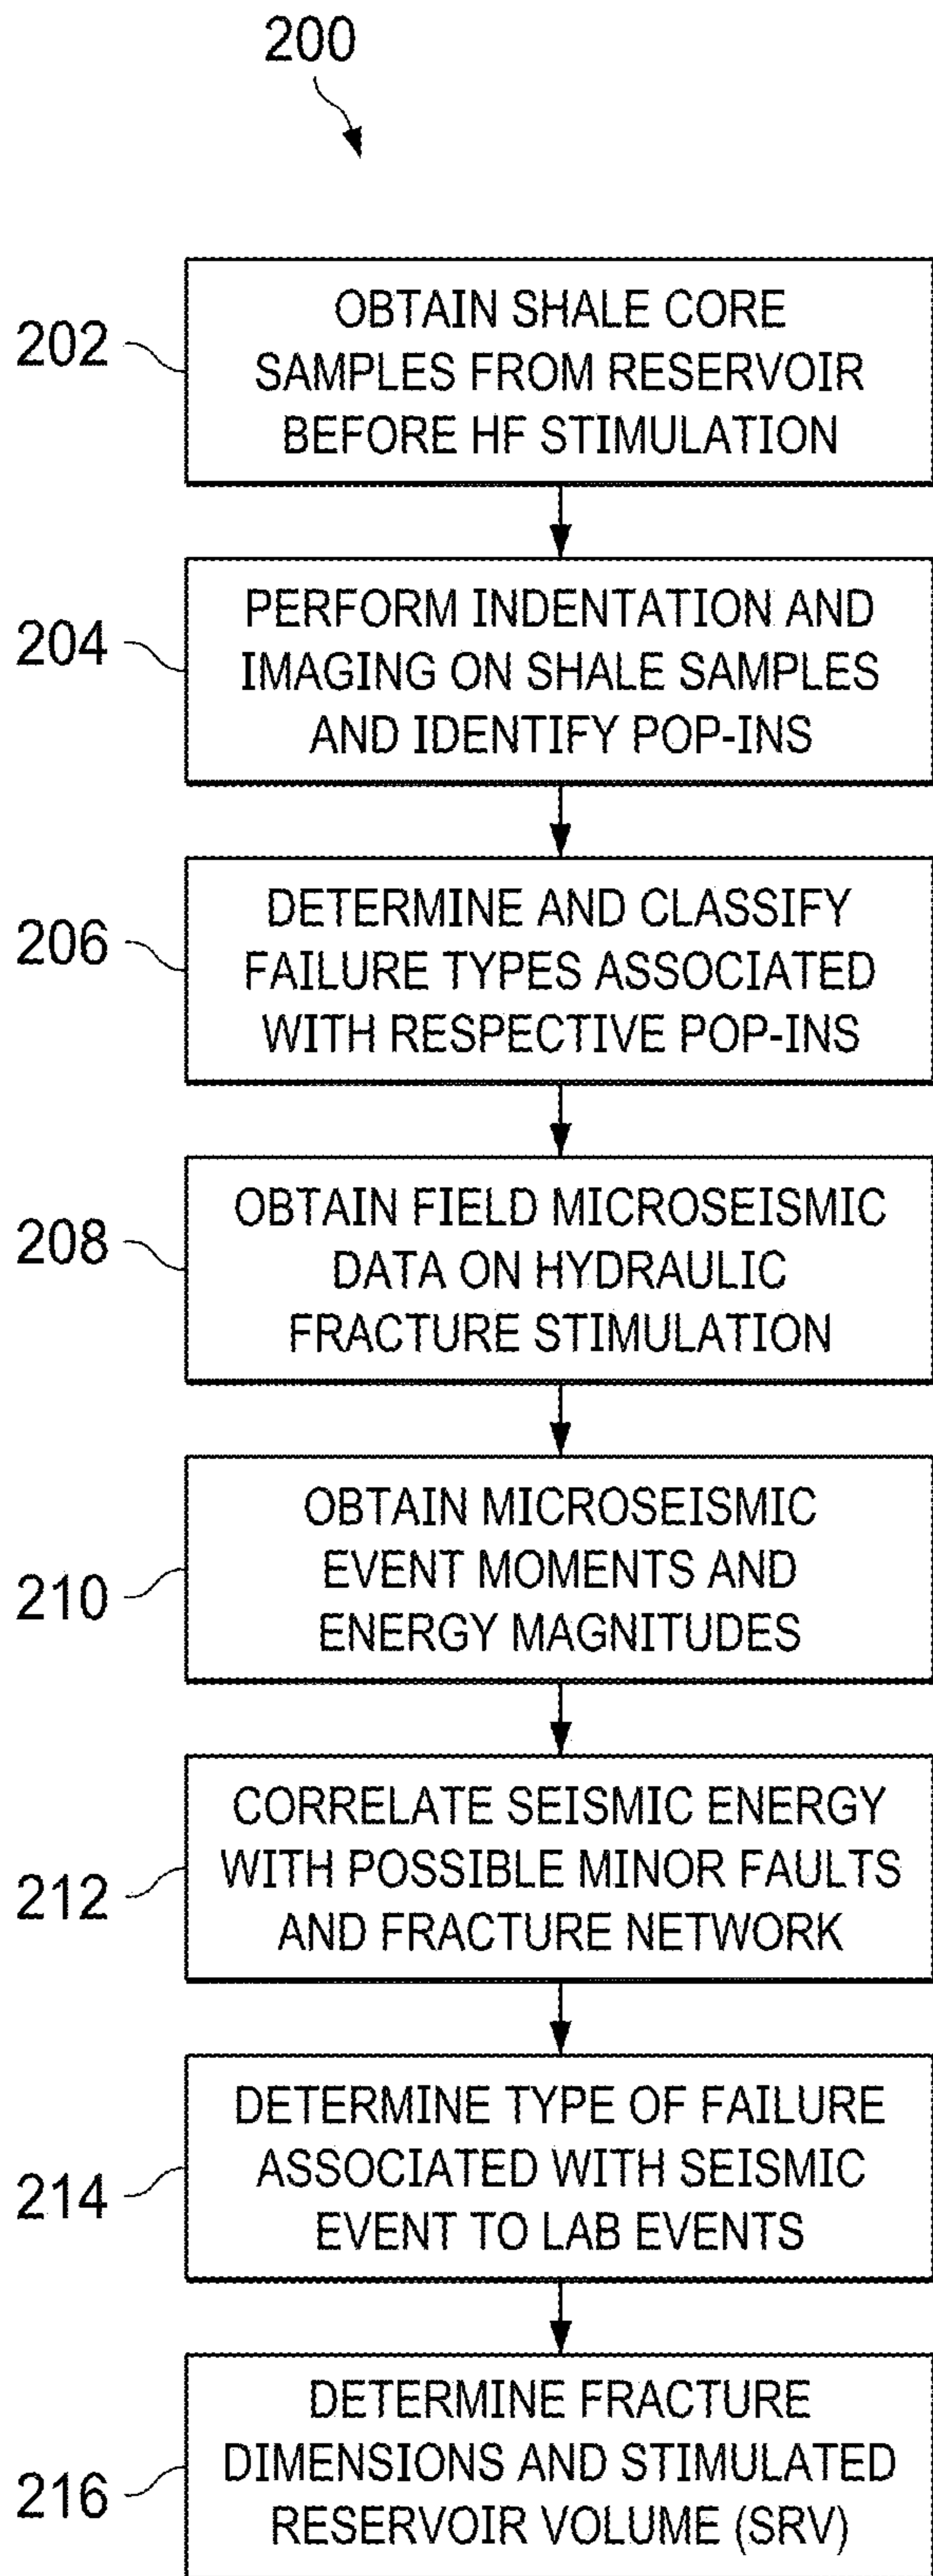 200
202
OBTAIN SHALE CORE
SAMPLES FROM RESERVOIR
BEFORE HF STIMULATION
204
PERFORM INDENTATION AND
IMAGING ON SHALE SAMPLES
AND IDENTIFY POP-INS
206
DETERMINE AND CLASSIFY
FAILURE TYPES ASSOCIATED
WITH RESPECTIVE POP-INS
208
OBTAIN FIELD MICROSEISMIC
DATA ON HYDRAULIC
FRACTURE STIMULATION
210
OBTAIN MICROSEISMIC
EVENT MOMENTS AND
ENERGY MAGNITUDES
212
CORRELATE SEISMIC ENERGY
WITH POSSIBLE MINOR FAULTS
AND FRACTURE NETWORK
214
DETERMINE TYPE OF FAILURE
ASSOCIATED WITH SEISMIC
EVENT TO LAB EVENTS
216
DETERMINE FRACTURE
DIMENSIONS AND STIMULATED
RESERVOIR VOLUME (SRV)